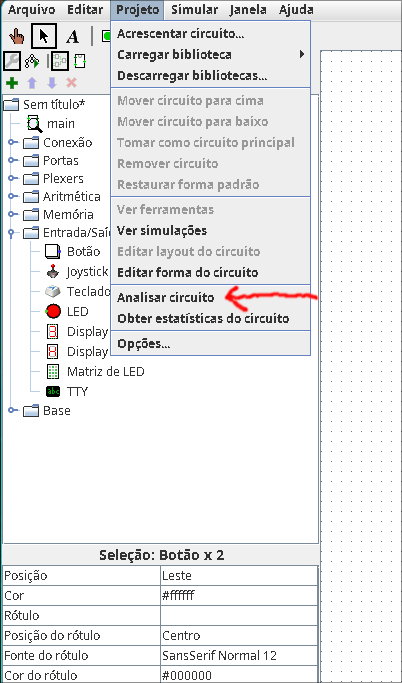 Arquivo Editar Projeto Simular Janela Ajuda
Acrescentar circuito...
Carregar biblioteca
Descarregar bibliotecas...
Mover circuito para cima
Mover circuito para baixo
Tomar como circuito principal
Remover circuito
Restaurar forma padrão
Ver ferramentas
Ver simulações
Editar layout do circuito
Editar forma do circuito
Analisar circuito
Obter estatísticas do circuito
Opções...
A
Sem título*
main
Conexão
Portas
Plexers
Aritmética
Memória
Entrada/Saí
Botão
Joystick
Teclado
LED
Display
Display
Matriz de LED
abc TTY
Base
Seleção: Botão x 2
Posição Leste
Cor #ffffff
Rótulo
Posição do rótulo Centro
Fonte do rótulo SansSerif Normal 12
Cor do rótulo #000000